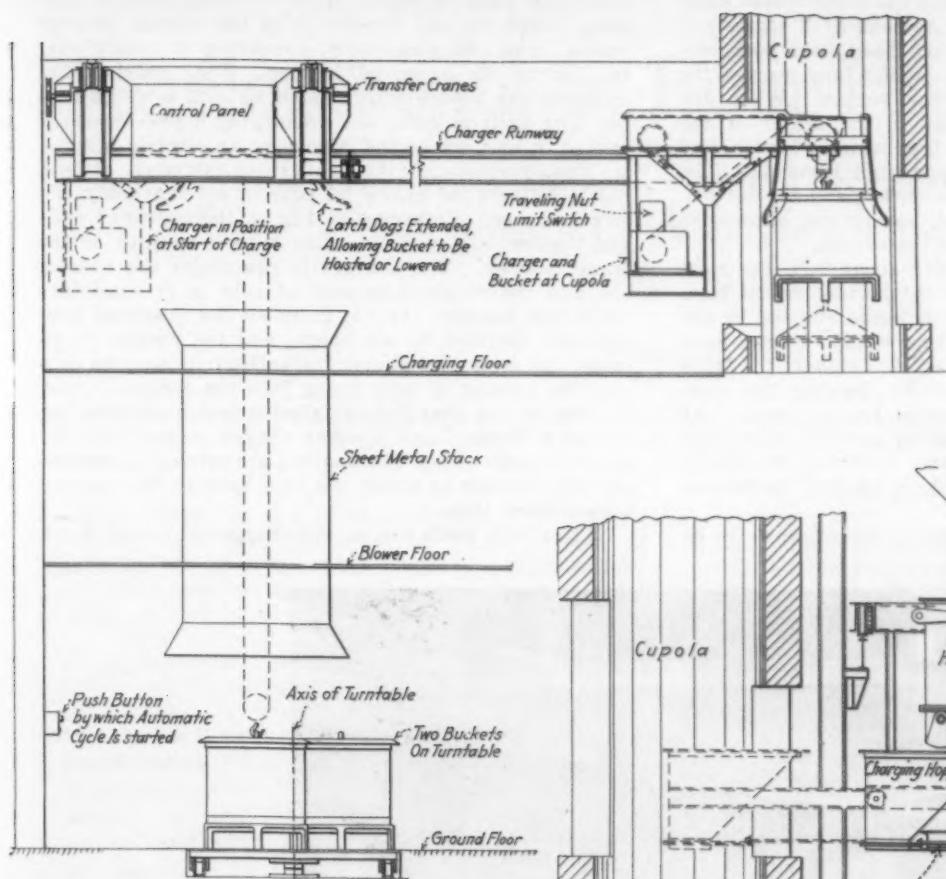 Cupola
Transfer Cranes
Control Panel
Charger Runway
Charger in Position
at Start of Charge
Latch Dogs Extended,
Allowing Bucket to Be
Hoisted or Lowered
Traveling Nut
Limit Switch
Charger and
Bucket at Cupola
Charging Floor
Sheet Metal Stack
Blower Floor
Cupola
Push Button
by which Automatic
Cycle Is started
Axis of Turntable
Two Buckets
On Turntable
Charging Hop
Ground Floor